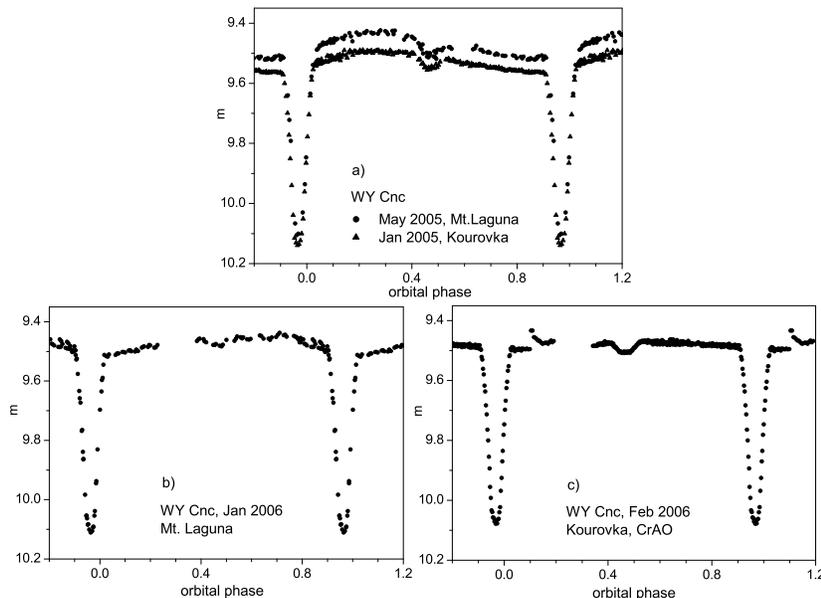 9.4
9.6
9.8
10.0
10.2
m
a)
WY Cnc
May 2005, Mt.Laguna
Jan 2005, Kourovka
0.0 0.4 0.8 1.2
orbital phase
9.4
9.6
9.8
10.0
10.2
m
b)
WY Cnc, Jan 2006
Mt. Laguna
0.0 0.4 0.8 1.2
orbital phase
9.4
9.6
9.8
10.0
10.2
m
c)
WY Cnc, Feb 2006
Kourovka, CrAO
0.0 0.4 0.8 1.2
orbital phase